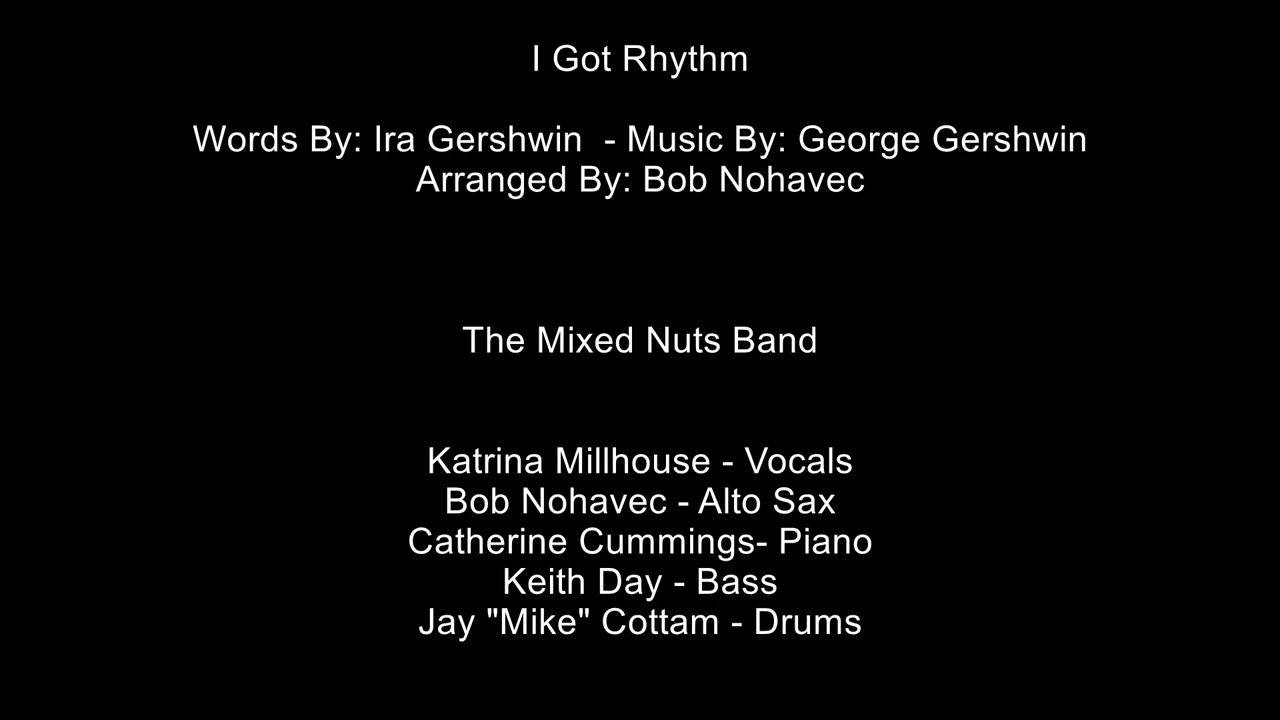 I Got Rhythm
Words By: Ira Gershwin  - Music By: George Gershwin
Arranged By: Bob Nohavec
The Mixed Nuts Band
Katrina Millhouse - Vocals
Bob Nohavec - Alto Sax
Catherine Cummings- Piano
Keith Day - Bass
Jay "Mike" Cottam - Drums